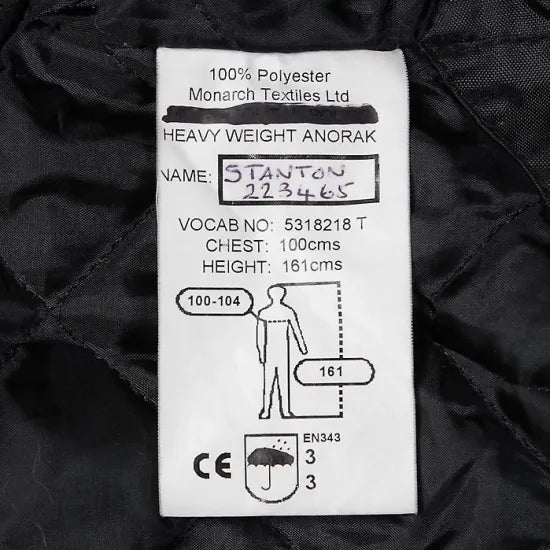 100% Polyester
Monarch Textiles Ltd
HEAVY WEIGHT ANORAK
NAME: STANTON
223465
VOCAB NO: 5318218 T
CHEST: 100cms
HEIGHT: 161cms
100-104
161
CE
EN343
3
3